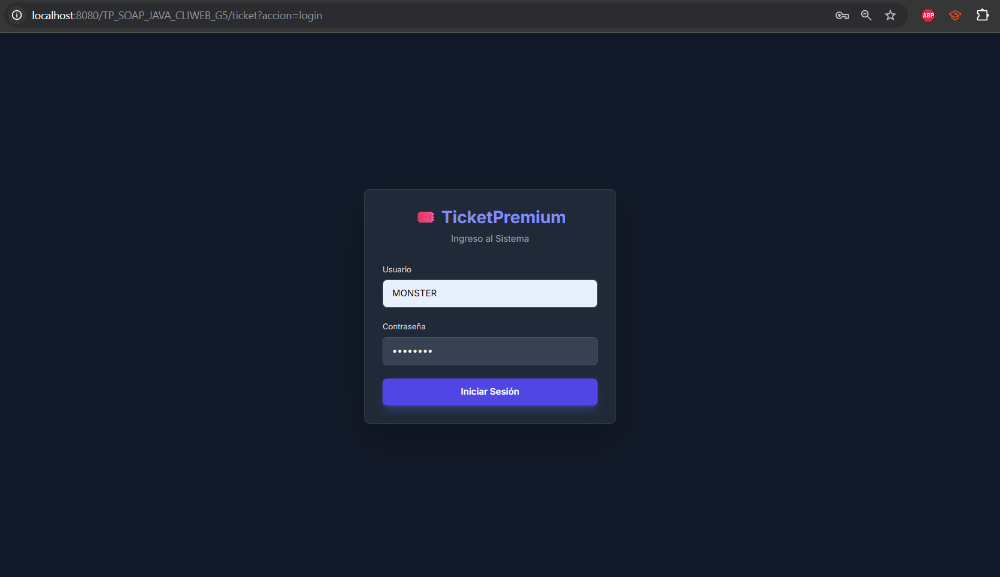 localhost:8080/TP_SOAP_JAVA_CLIWEB_G5/ticket?accion=login
ABP
TicketPremium
Ingreso al Sistema
Usuario
MONSTER
Contraseña
••••••••
Iniciar Sesión